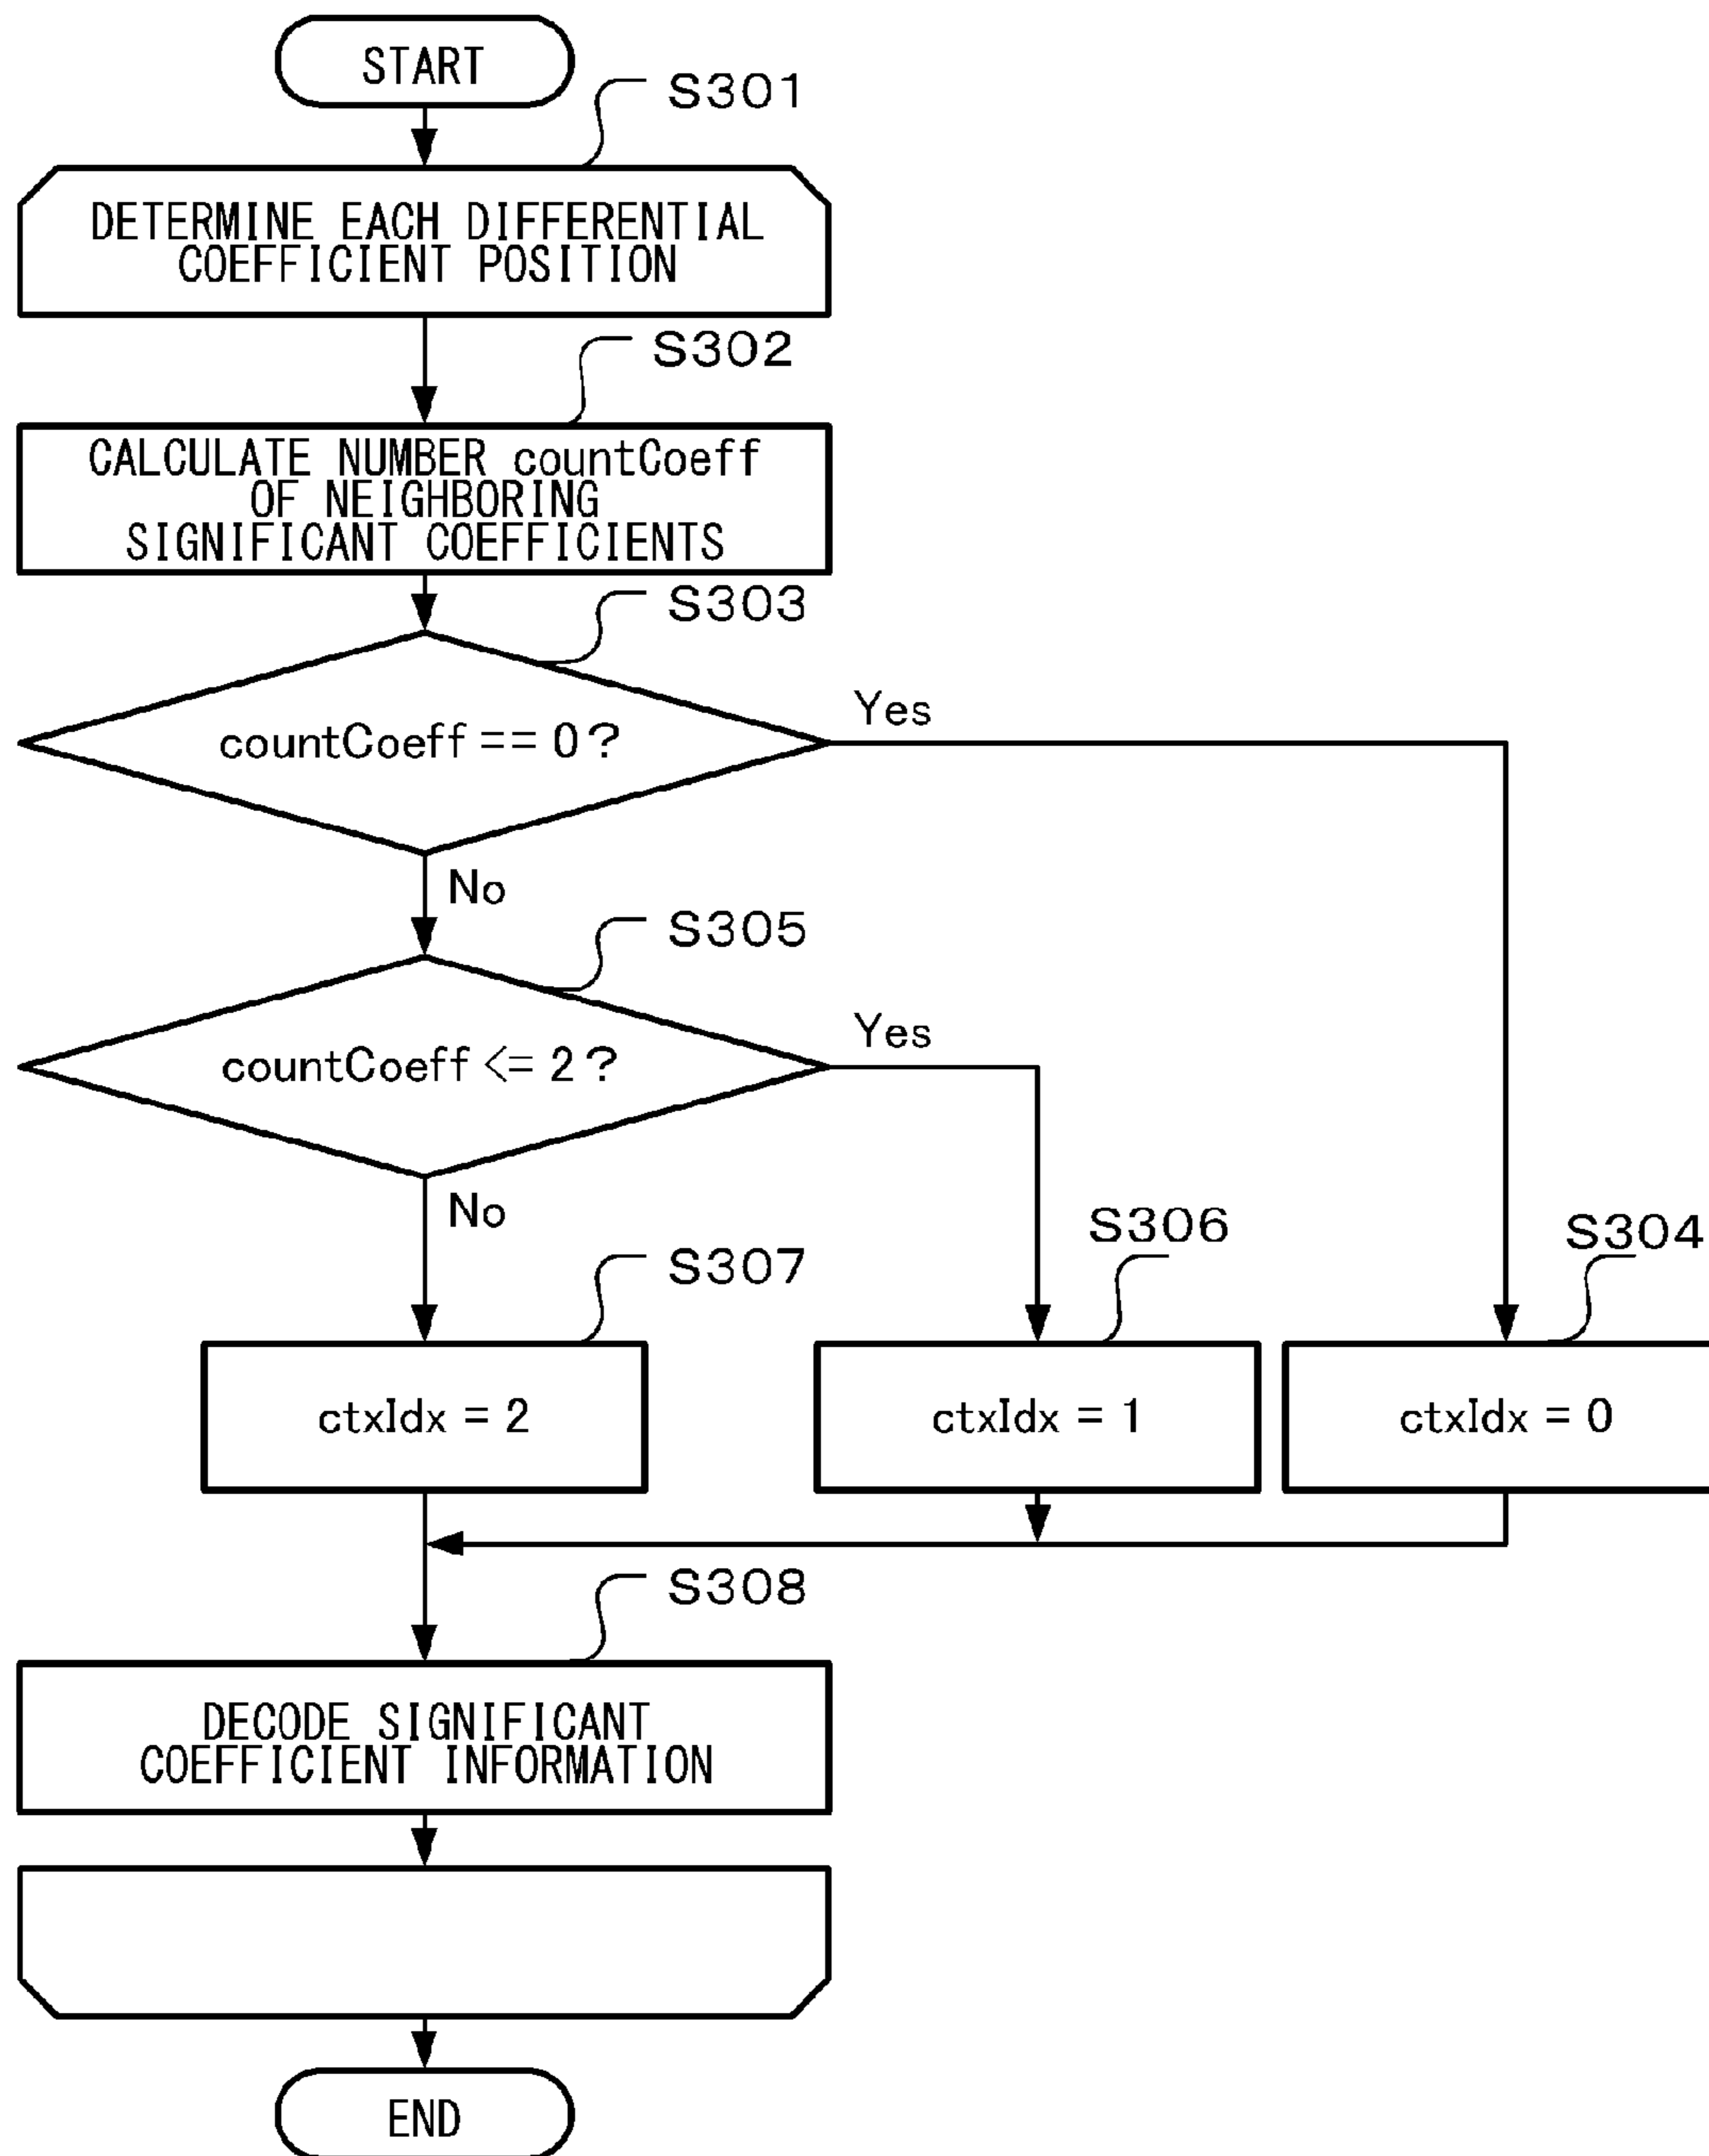 START
S301
DETERMINE EACH DIFFERENTIAL
COEFFICIENT POSITION
S302
CALCULATE NUMBER countCoeff
OF NEIGHBORING
SIGNIFICANT COEFFICIENTS
S303
countCoeff == 0 ?
Yes
No
S305
countCoeff <= 2 ?
Yes
No
S307
S306
S304
ctxIdx = 2
ctxIdx = 1
ctxIdx = 0
S308
DECODE SIGNIFICANT
COEFFICIENT INFORMATION
END